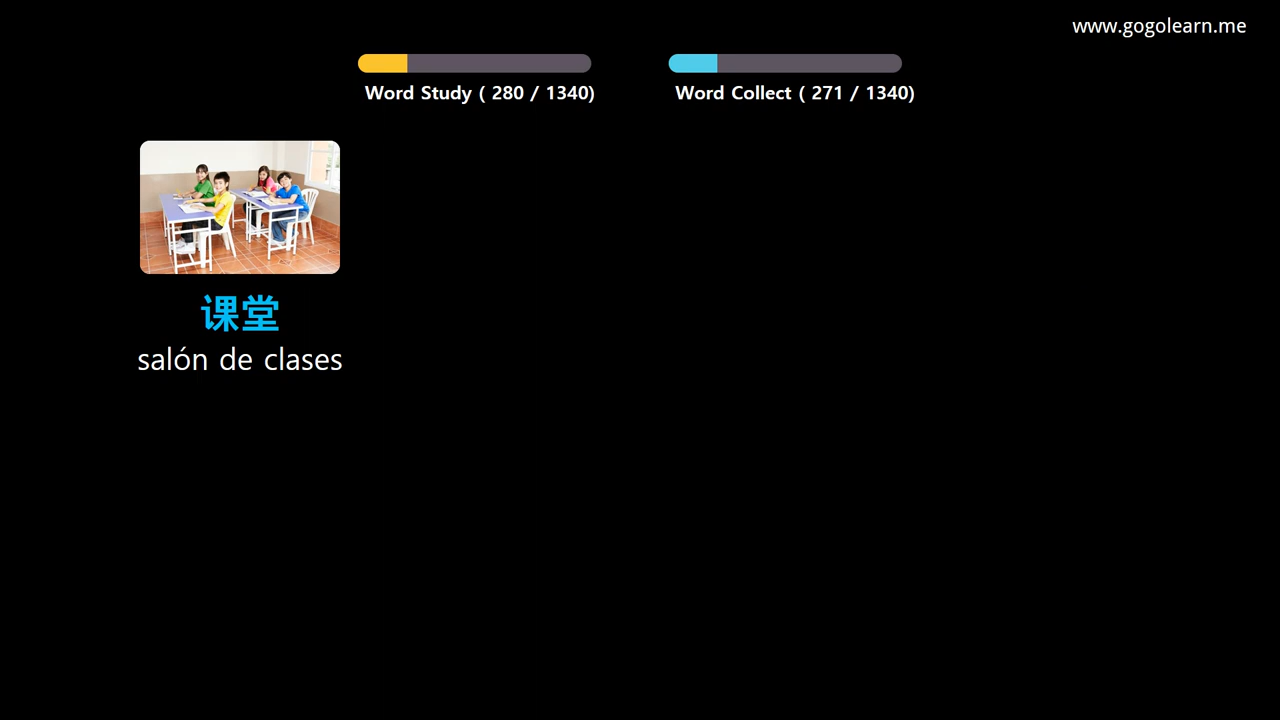 www.gogolearn.me
Word Study ( 280 / 1340)
Word Collect ( 271 / 1340)
课堂
salón de clases